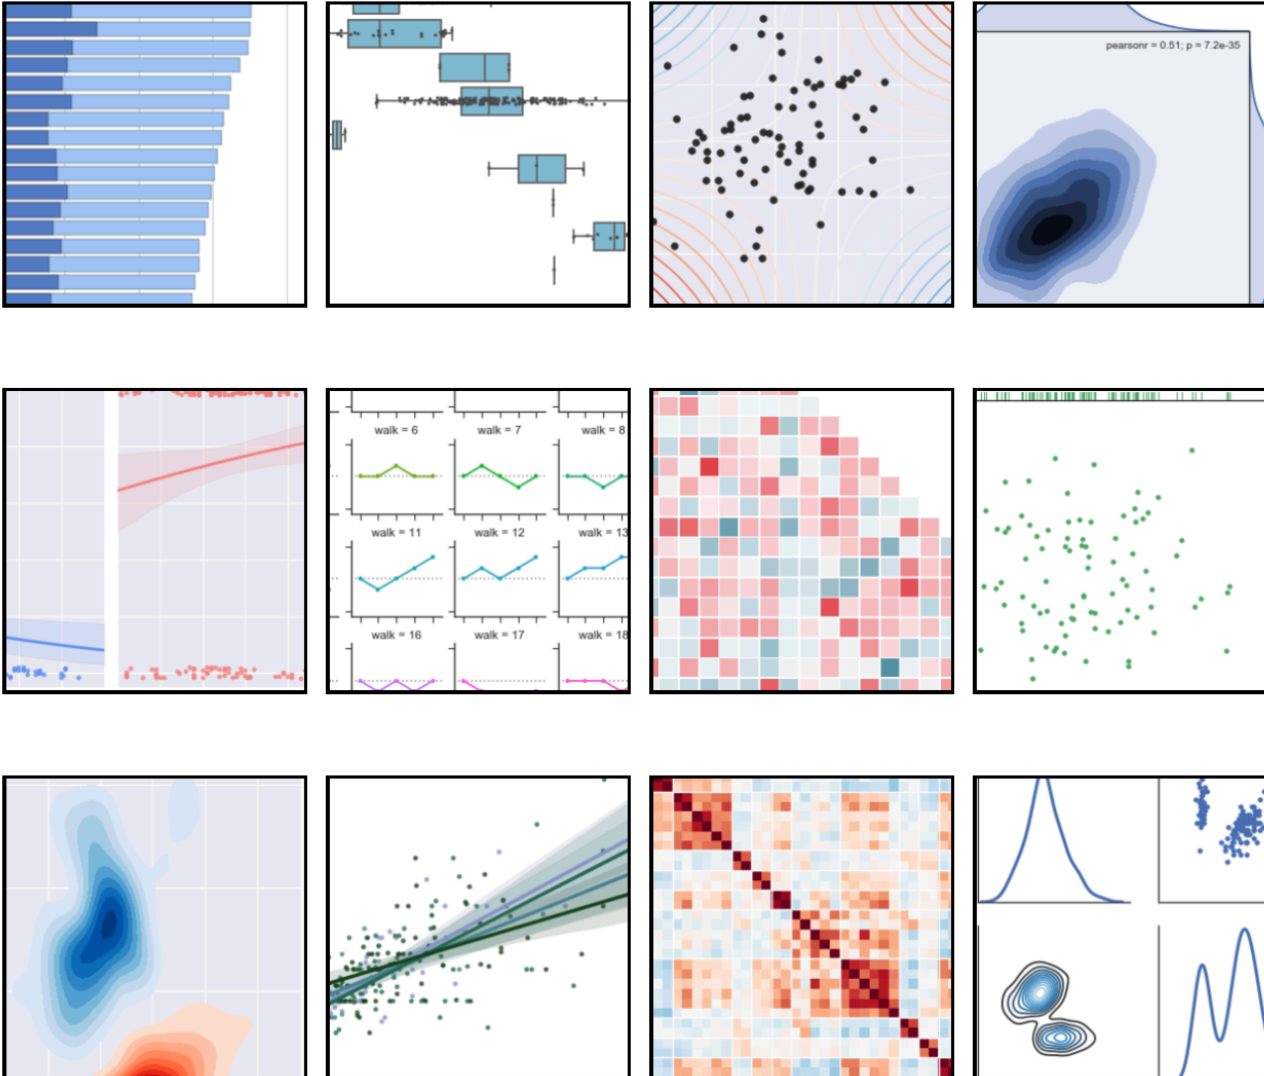 pearsonr = 0.51; p = 7.2e-35
walk = 6
walk = 7
walk = 8
walk = 11
walk = 12
walk = 13
walk = 16
walk = 17
walk = 18